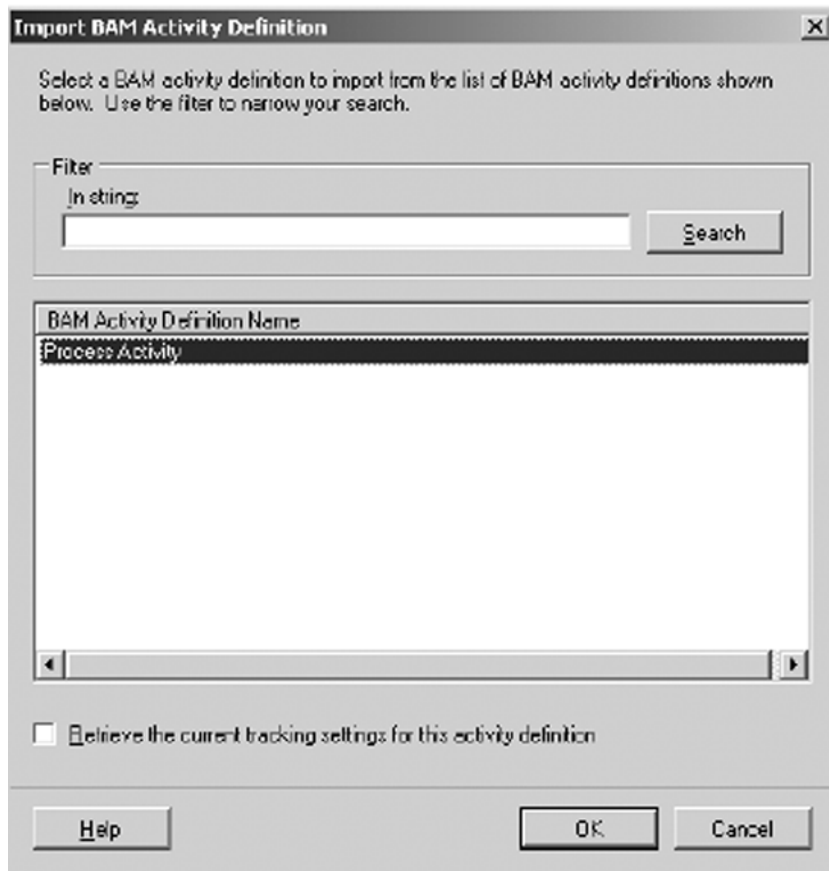 Import BAM Activity Definition
Select a BAM activity definition to import from the list of BAM activity definitions shown
below. Use the filter to narrow your search.
Filter
In string:
Search
BAM Activity Definition Name
Process Activity
Retrieve the current tracking settings for this activity definition
Help
OK
Cancel